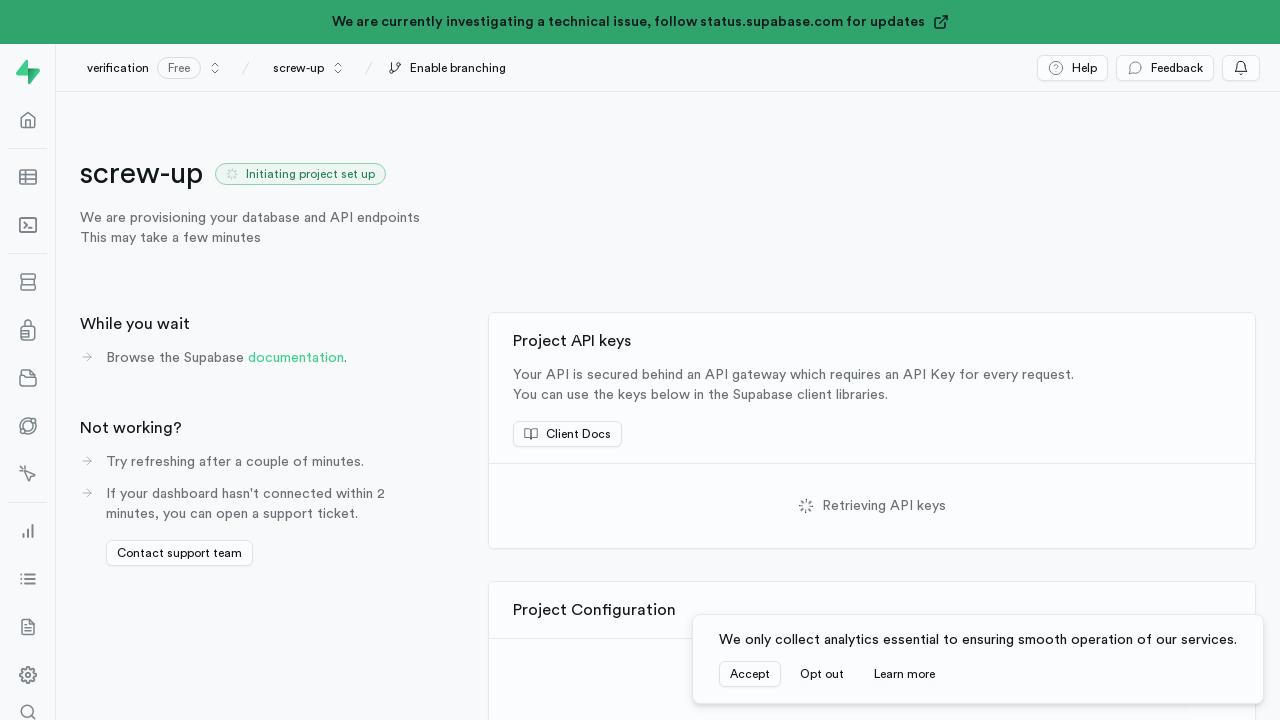 We are currently investigating a technical issue, follow status.supabase.com for updates
verification Free / screw-up / Enable branching Help Feedback
screw-up Initiating project set up
We are provisioning your database and API endpoints
This may take a few minutes
While you wait
Browse the Supabase documentation.
Not working?
Try refreshing after a couple of minutes.
If your dashboard hasn't connected within 2
minutes, you can open a support ticket.
Contact support team
Project API keys
Your API is secured behind an API gateway which requires an API Key for every request.
You can use the keys below in the Supabase client libraries.
Client Docs
Retrieving API keys
Project Configuration
We only collect analytics essential to ensuring smooth operation of our services.
Accept Opt out Learn more